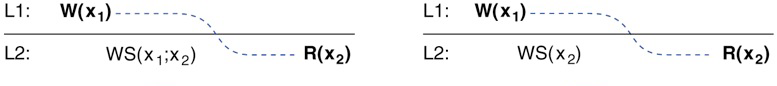 L1: W(x₁) L1: W(x₁)
L2: WS(x₁;x₂) R(x₂) L2: WS(x₂) R(x₂)